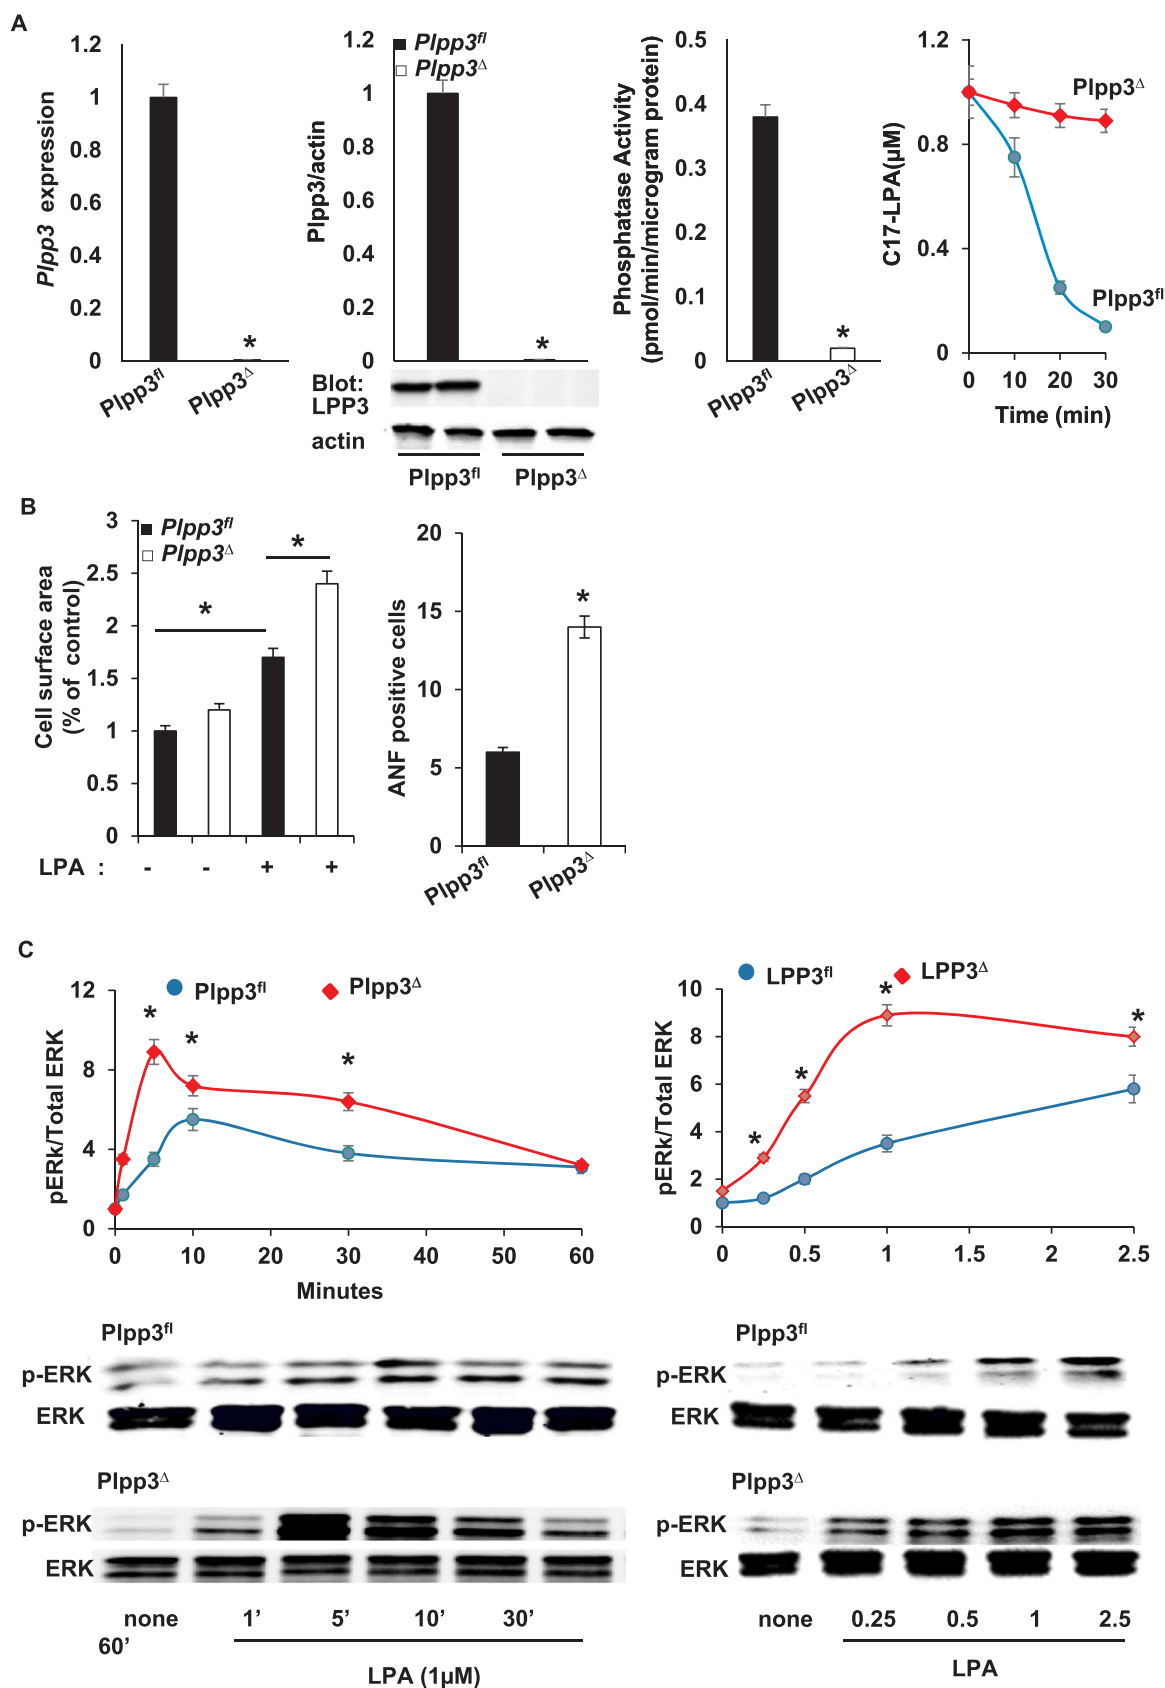 A
Plpp3 expression
1.2
1
0.8
0.6
0.4
0.2
0
*
Plpp3fl
Plpp3Δ
Plpp3/actin
1.2
1
0.8
0.6
0.4
0.2
0
Plpp3fl
Plpp3Δ
*
Blot:
LPP3
actin
Plpp3fl Plpp3Δ
Phosphatase Activity
(pmol/min/microgram protein)
0.5
0.4
0.3
0.2
0.1
0
*
Plpp3fl
Plpp3Δ
C17-LPA(µM)
1.2
0.8
0.4
0
Plpp3Δ
Plpp3fl
0 10 20 30
Time (min)
B
Cell surface area
(% of control)
3
2.5
2
1.5
1
0.5
0
Plpp3fl
Plpp3Δ
*
*
LPA : - - + +
ANF positive cells
20
15
10
5
0
*
Plpp3fl
Plpp3Δ
C
pERk/Total ERK
12
8
4
0
Plpp3fl Plpp3Δ
*
*
*
0 10 20 30 40 50 60
Minutes
pERk/Total ERK
10
8
6
4
2
0
LPP3fl LPP3Δ
*
*
*
*
0 0.5 1 1.5 2 2.5
Plpp3fl
p-ERK
ERK
Plpp3Δ
p-ERK
ERK
none 1’ 5’ 10’ 30’
60’
LPA (1µM)
Plpp3fl
p-ERK
ERK
Plpp3Δ
p-ERK
ERK
none 0.25 0.5 1 2.5
LPA